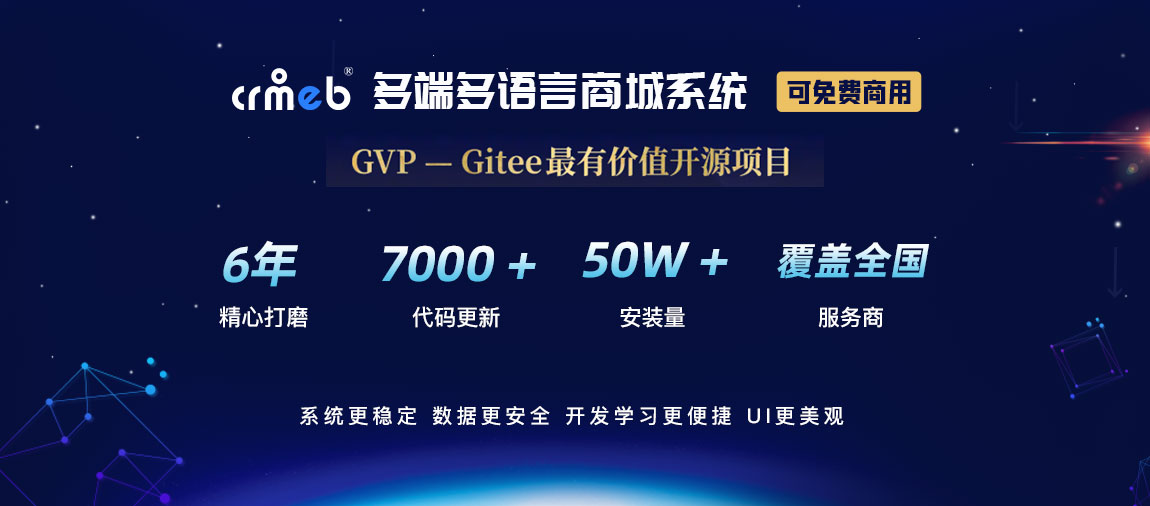 crmeb® 多端多语言商城系统 可免费商用
GVP — Gitee最有价值开源项目
6年 7000 + 50W + 覆盖全国
精心打磨 代码更新 安装量 服务商
系统更稳定 数据更安全 开发学习更便捷 UI更美观